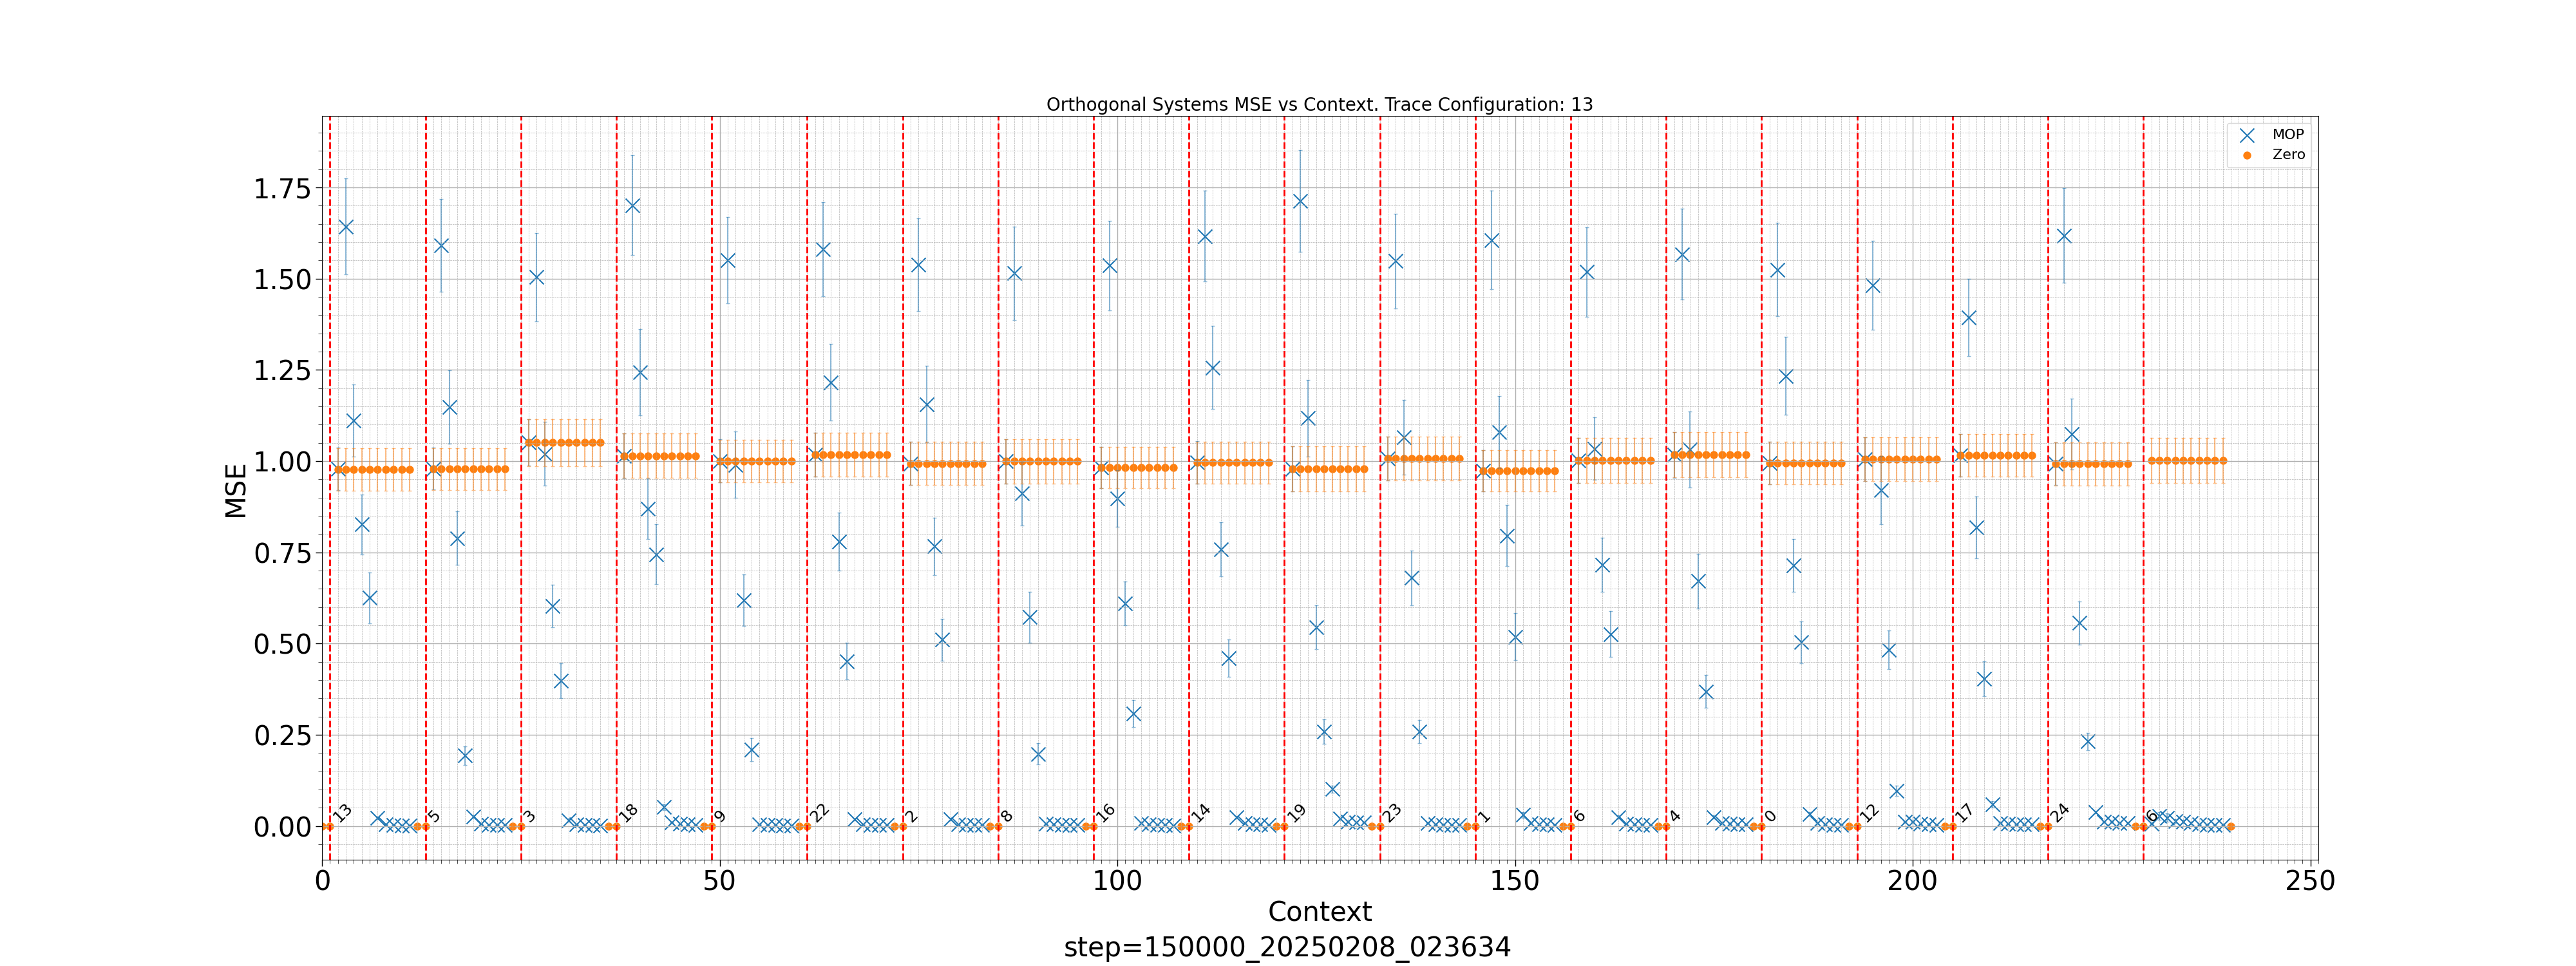 Orthogonal Systems MSE vs Context. Trace Configuration: 13
MOP
Zero
MSE
1.75
1.50
1.25
1.00
0.75
0.50
0.25
0.00
13 5 3 18 9 22 2 8 16 14 19 23 1 6 4 0 12 17 24 6
0 50 100 150 200 250
Context
step=150000_20250208_023634